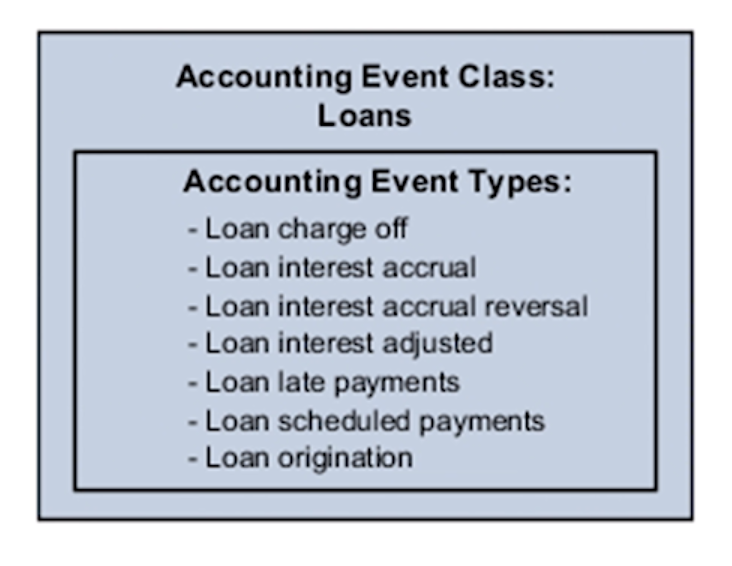 Accounting Event Class:
Loans
Accounting Event Types:
- Loan charge off
- Loan interest accrual
- Loan interest accrual reversal
- Loan interest adjusted
- Loan late payments
- Loan scheduled payments
- Loan origination